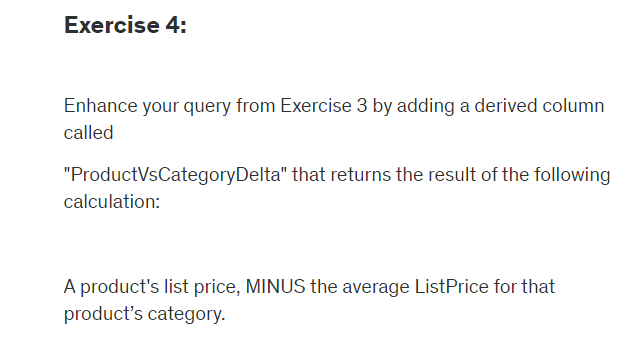 Exercise 4:
Enhance your query from Exercise 3 by adding a derived column
called
"ProductVsCategoryDelta" that returns the result of the following
calculation:
A product's list price, MINUS the average ListPrice for that
product’s category.